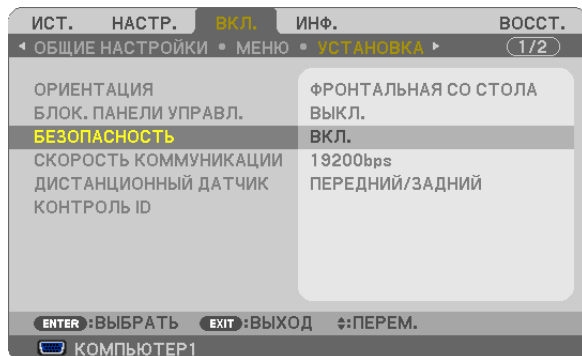 ИСТ. НАСТР. ВКЛ. ИНФ. ВОССТ.
ОБЩИЕ НАСТРОЙКИ • МЕНЮ • УСТАНОВКА 1/2
ОРИЕНТАЦИЯ ФРОНТАЛЬНАЯ СО СТОЛА
БЛОК. ПАНЕЛИ УПРАВЛ. ВЫКЛ.
БЕЗОПАСНОСТЬ ВКЛ.
СКОРОСТЬ КОММУНИКАЦИИ 19200bps
ДИСТАНЦИОННЫЙ ДАТЧИК ПЕРЕДНИЙ/ЗАДНИЙ
КОНТРОЛЬ ID
ENTER :ВЫБРАТЬ EXIT :ВЫХОД :ПЕРЕМ.
КОМПЬЮТЕР1